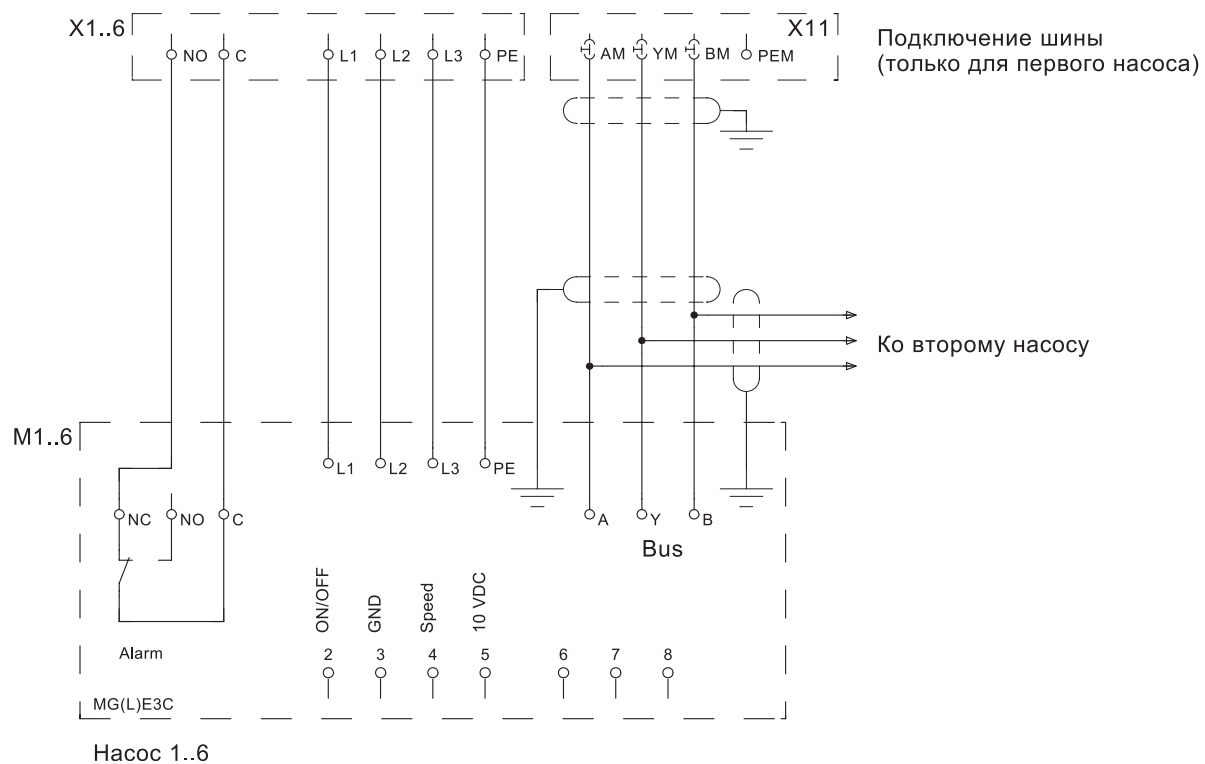 X1..6
NO
C
L1
L2
L3
PE
X11
AM
YM
BM
PEM
Подключение шины
(только для первого насоса)
Ко второму насосу
M1..6
L1
L2
L3
PE
NC
NO
C
A
Y
B
Bus
ON/OFF
GND
Speed
10 VDC
Alarm
2
3
4
5
6
7
8
MG(L)E3C
Насос 1..6